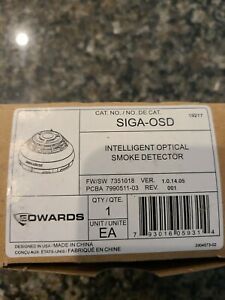 CAT. NO./ NO. DE CAT.
SIGA-OSD
19217
INTELLIGENT OPTICAL
SMOKE DETECTOR
FW/SW 7351018 VER. 1.0.14.05
PCBA 7990511-03 REV. 001
EDWARDS
QTY / QTE.
1
UNIT / UNITE
EA
DESIGNED IN USA
MADE IN CHINA
CONÇU AUX ÉTATS-UNIS
FABRIQUÉ EN CHINE